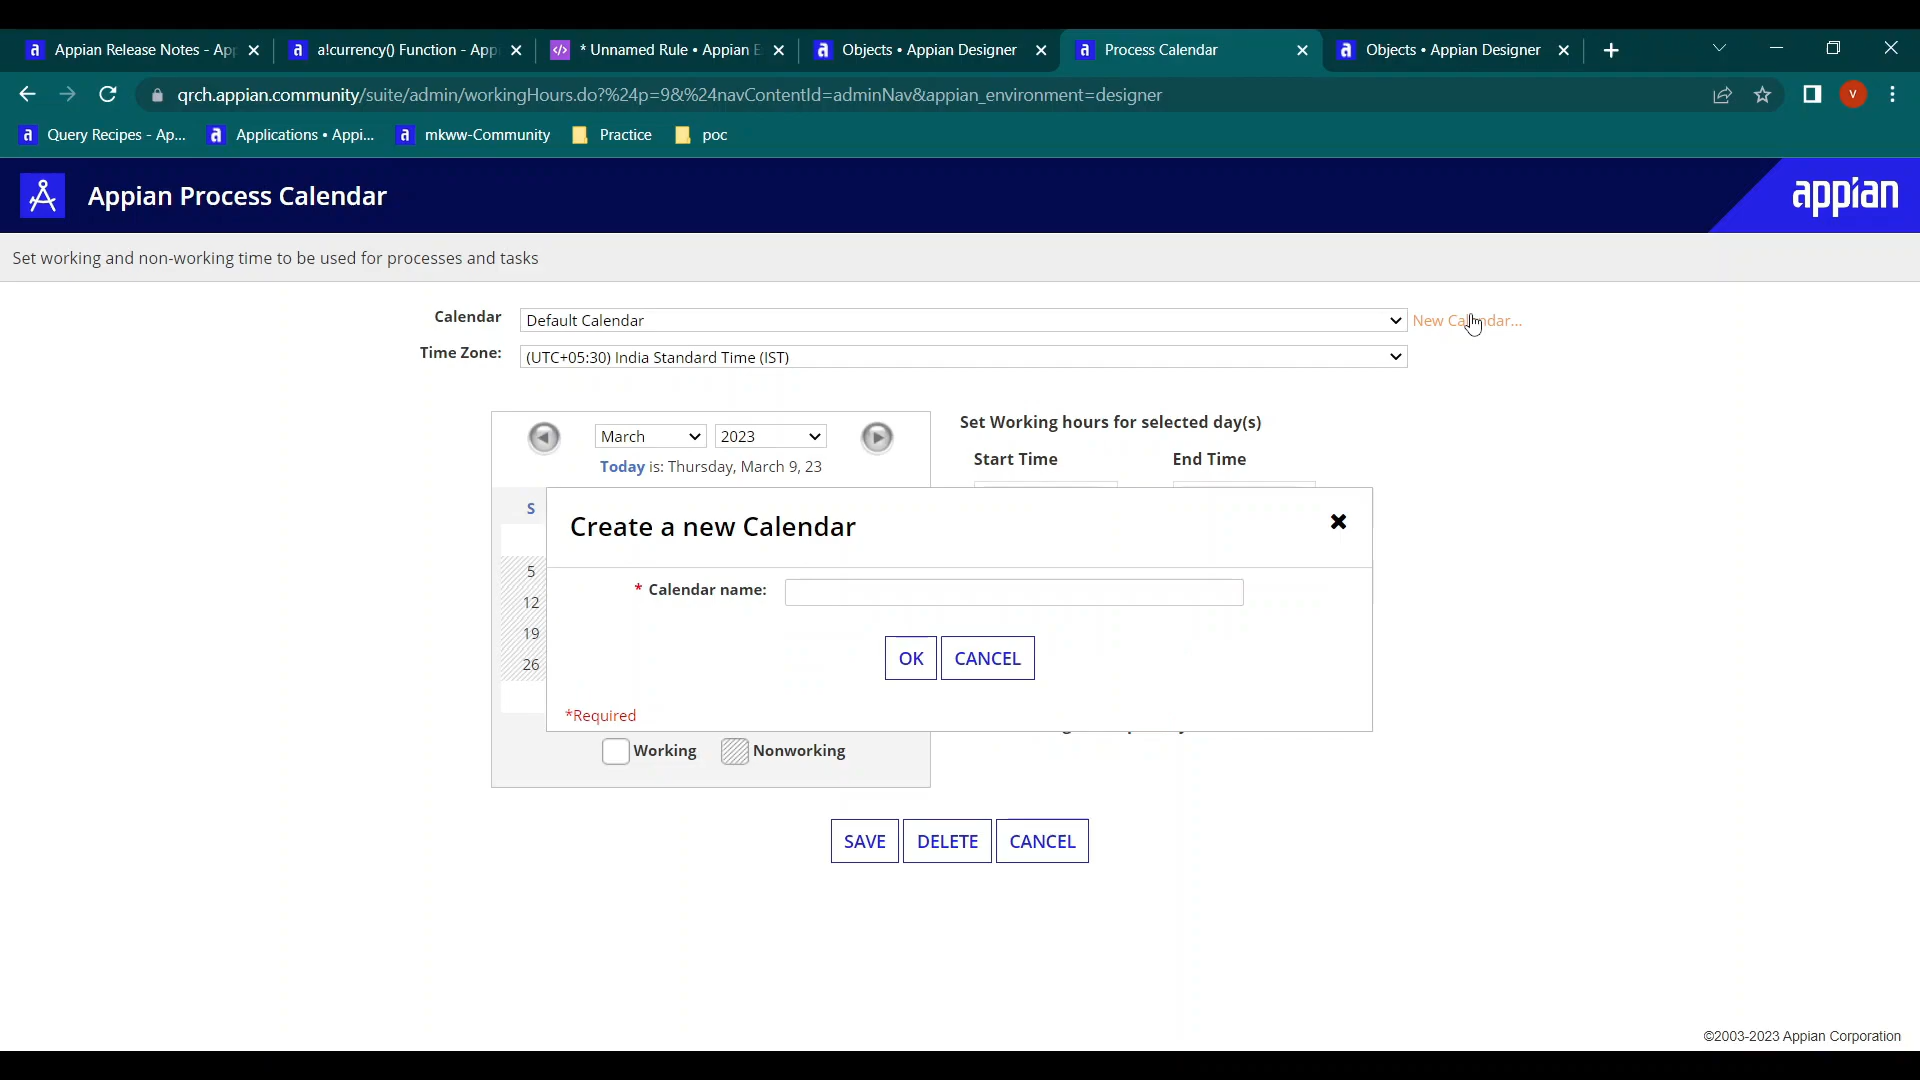 Appian Release Notes - Ap
a!currency() Function - App
* Unnamed Rule • Appian E
Objects • Appian Designer
Process Calendar
Objects • Appian Designer
qrch.appian.community/suite/admin/workingHours.do?%24p=9&%24navContentId=adminNav&appian_environment=designer
V
Query Recipes - Ap...
Applications • Appi...
mkww-Community
Practice
poc
Appian Process Calendar
appian
Set working and non-working time to be used for processes and tasks
Calendar
Default Calendar
New Calendar...
Time Zone:
(UTC+05:30) India Standard Time (IST)
March
2023
Today is: Thursday, March 9, 23
Set Working hours for selected day(s)
Start Time
End Time
S
5
12
19
26
Create a new Calendar
* Calendar name:
OK
CANCEL
*Required
Working
Nonworking
SAVE
DELETE
CANCEL
©2003-2023 Appian Corporation